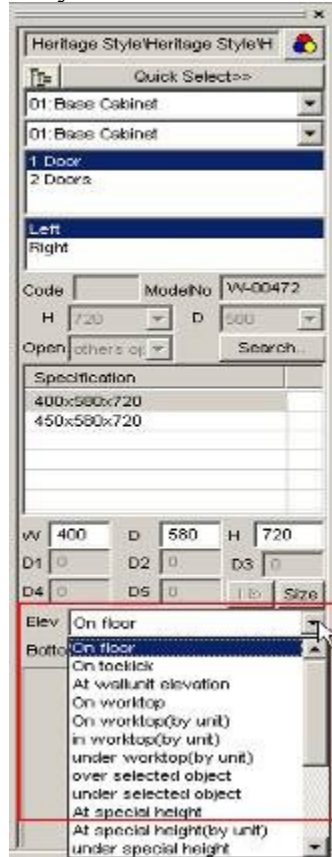 Heritage Style\Heritage Style\H
Quick Select>>
01:Base Cabinet
01:Base Cabinet
1 Door
2 Doors
Left
Right
Code ModelNo W-00472
H 720 D 580
Open others op Search..
Specification
400x580x720
450x580x720
W 400 D 580 H 720
D1 0 D2 0 D3 0
D4 0 D5 0 Size
Elev On floor
Botto On floor
On toekick
At wallunit elevation
On worktop
On worktop(by unit)
in worktop(by unit)
under worktop(by unit)
over selected object
under selected object
At special height
At special height(by unit)
under special height